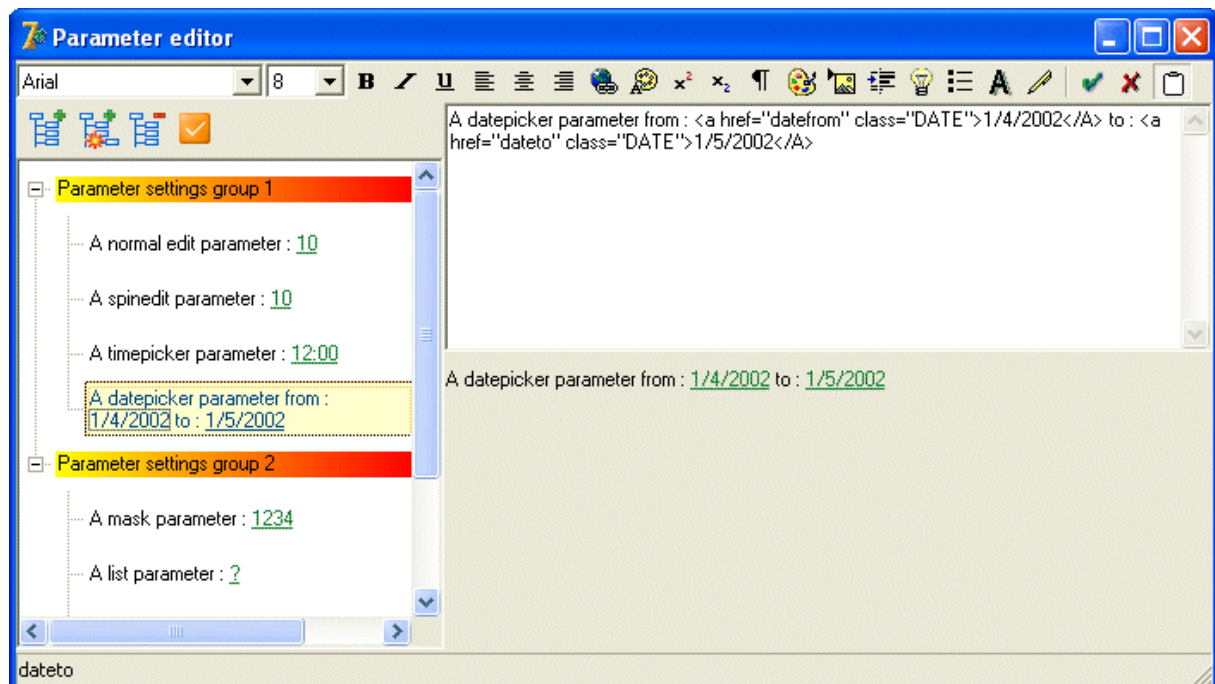 Parameter editor
Arial 8 B I u x² x₂ ¶ A
A datepicker parameter from : <a href="datefrom" class="DATE">1/4/2002</A> to : <a
href="dateto" class="DATE">1/5/2002</A>
Parameter settings group 1
A normal edit parameter : 10
A spinedit parameter : 10
A timepicker parameter : 12:00
A datepicker parameter from :
1/4/2002 to : 1/5/2002
Parameter settings group 2
A mask parameter : 1234
A list parameter : ?
A datepicker parameter from : 1/4/2002 to : 1/5/2002
dateto